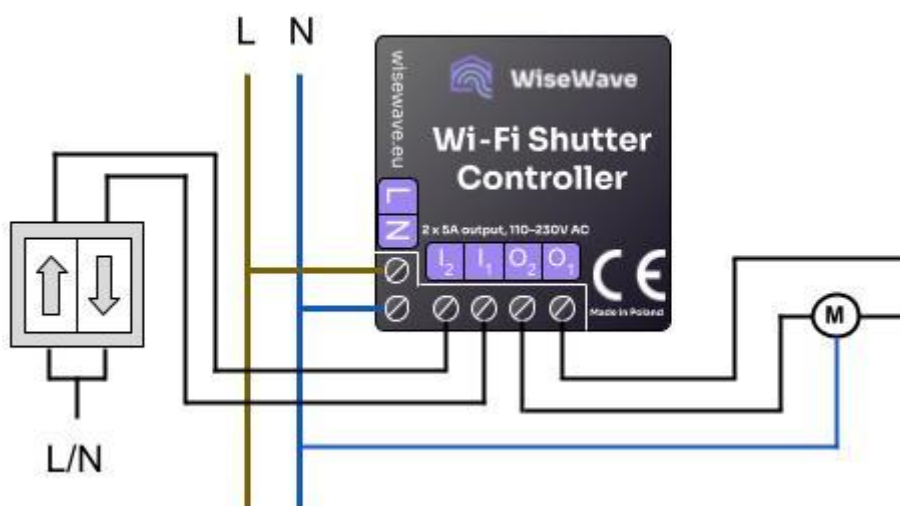 L N
wisewave.eu
WiseWave
Wi-Fi Shutter
Controller
L
N
2 x 5A output, 110-230V AC
I2 I1 O2 O1
CE
Made in Poland
M
L/N